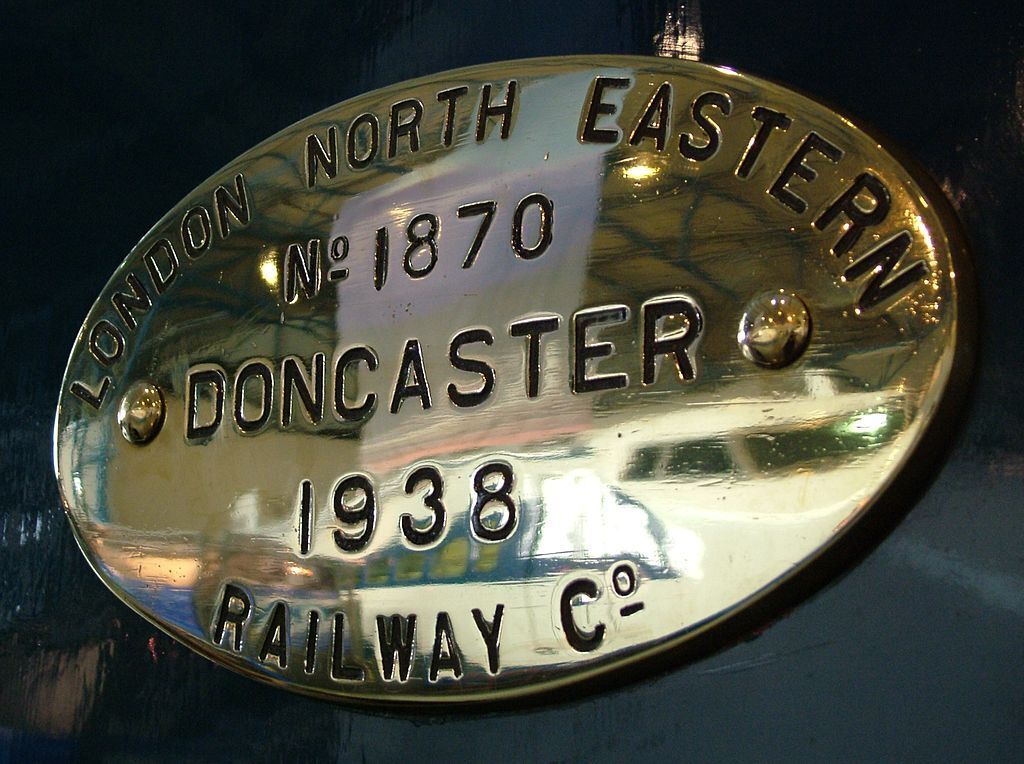 LONDON NORTH EASTERN
Nº 1870
DONCASTER
1938
RAILWAY Cº